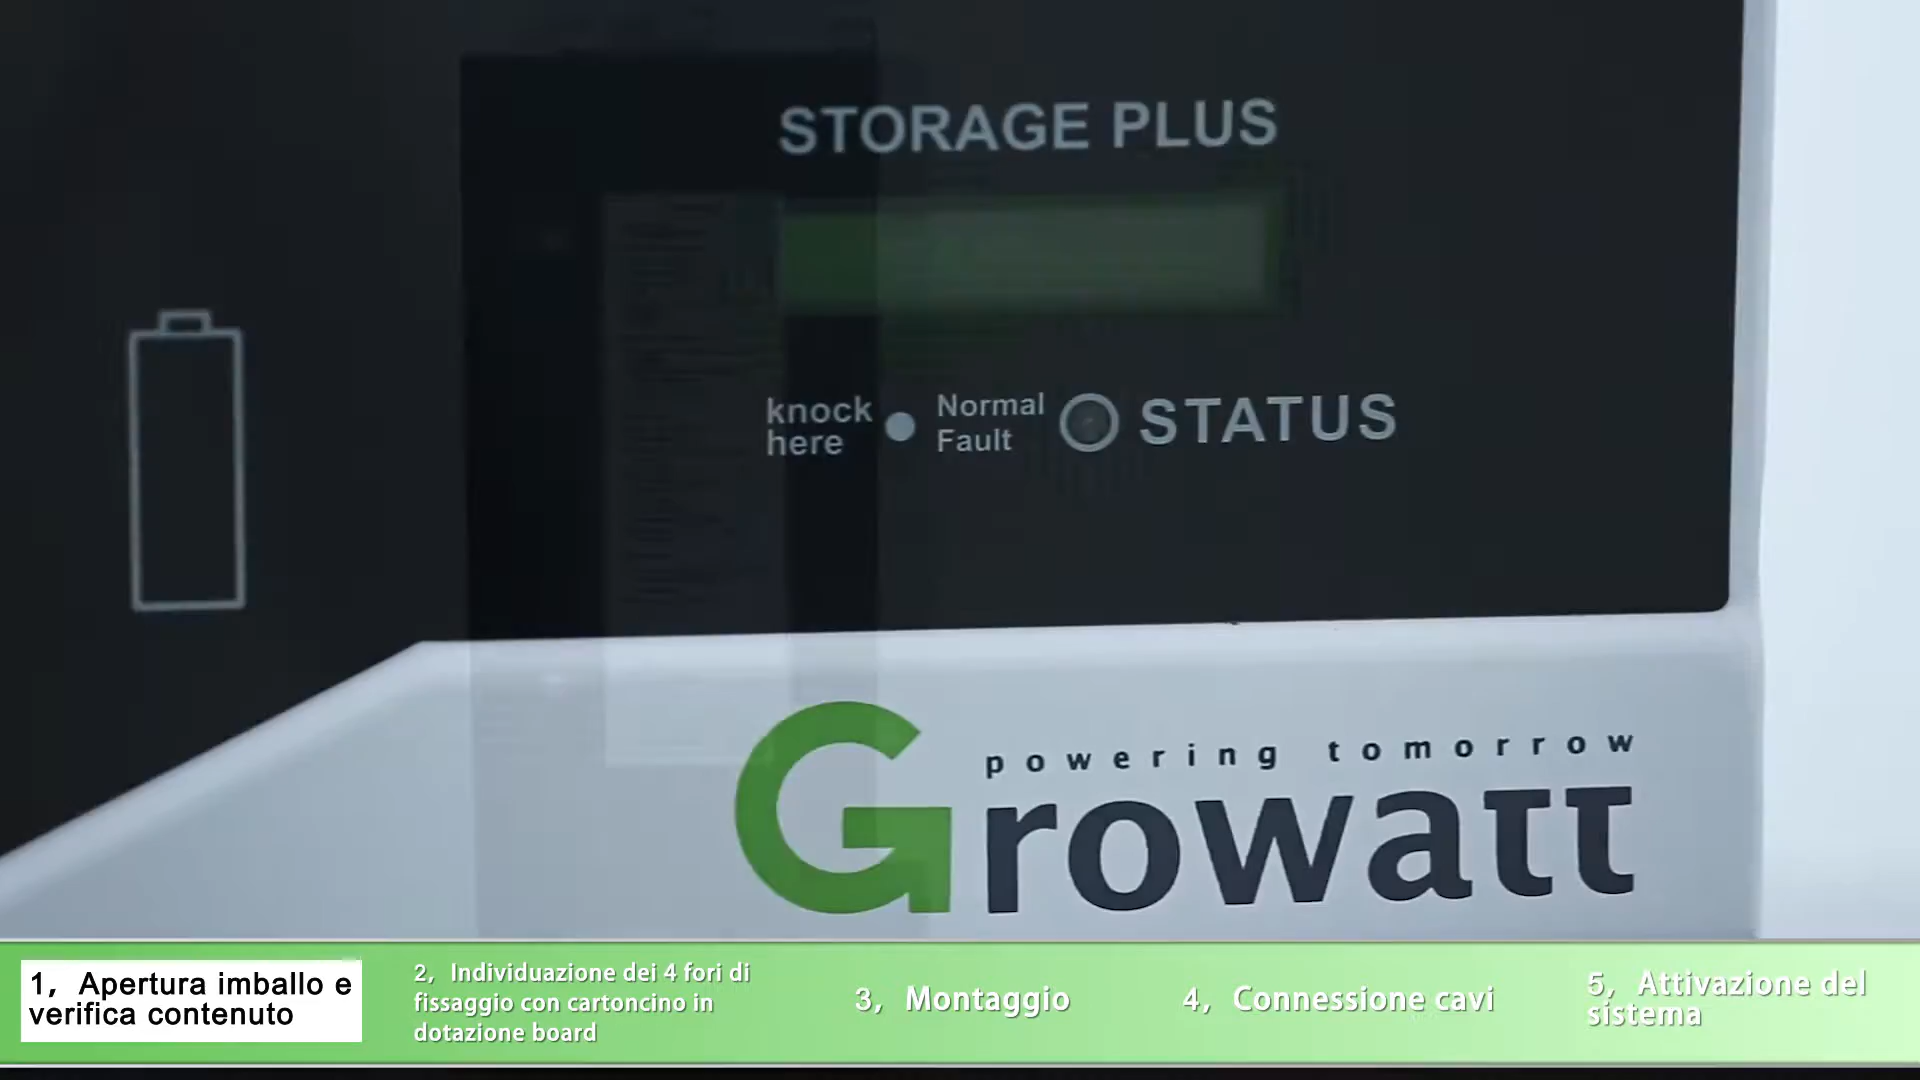 STORAGE PLUS
knock
here
Normal
Fault
STATUS
powering tomorrow
Growatt
1, Apertura imballo e
verifica contenuto
2, Individuazione dei 4 fori di
fissaggio con cartoncino in
dotazione board
3, Montaggio
4, Connessione cavi
5, Attivazione del
sistema